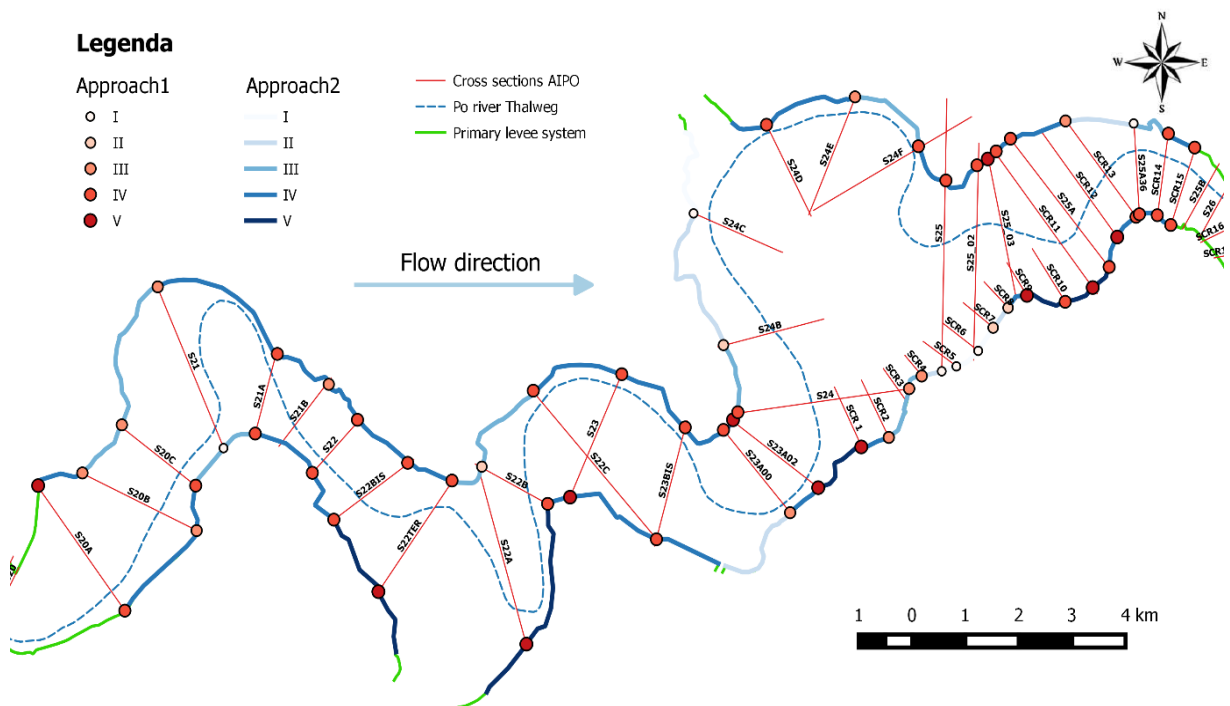 Legenda
Approach1
I
II
III
IV
V
Approach2
I
II
III
IV
V
Cross sections AIPO
Po river Thalweg
Primary levee system
N
W
E
S
Flow direction
S20A
S20B
S20C
S21
S21A
S21B
S22
S22BIS
S22TER
S22A
S22B
S22C
S23
S23BIS
S23A00
S23A02
S24
S24B
S24C
S24D
S24E
S24F
S25
S25_02
S25_03
SCR 1
SCR2
SCR3
SCR4
SCR5
SCR6
SCR7
SCR8
SCR9
SCR10
SCR11
S25A
SCR12
SCR13
S25A36
SCR14
SCR15
S25B
S26
SCR16
SCR1
1 0 1 2 3 4 km